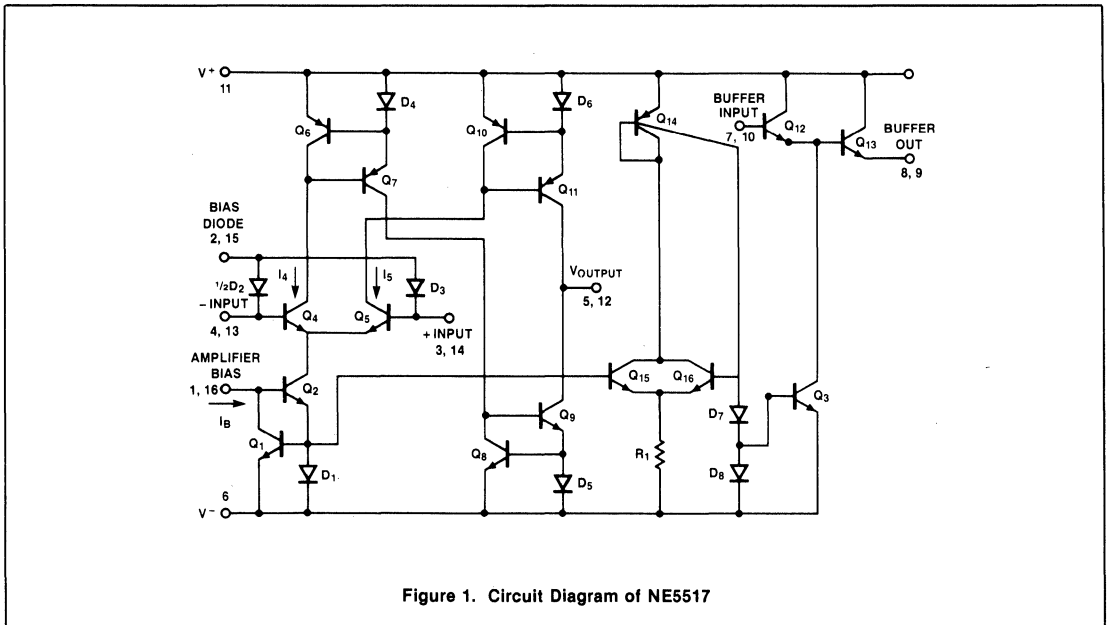 V+
11
D4
Q6
Q7
D6
Q10
Q11
Q14
BUFFER
INPUT
7, 10
Q12
Q13
BUFFER
OUT
8, 9
BIAS
DIODE
2, 15
1/2D2
I4
I5
D3
– INPUT
4, 13
Q4
Q5
+ INPUT
3, 14
VOUTPUT
5, 12
AMPLIFIER
BIAS
1, 16
IB
Q2
Q1
D1
Q9
Q8
D5
Q15
Q16
R1
D7
D8
Q3
6
V–
Figure 1. Circuit Diagram of NE5517